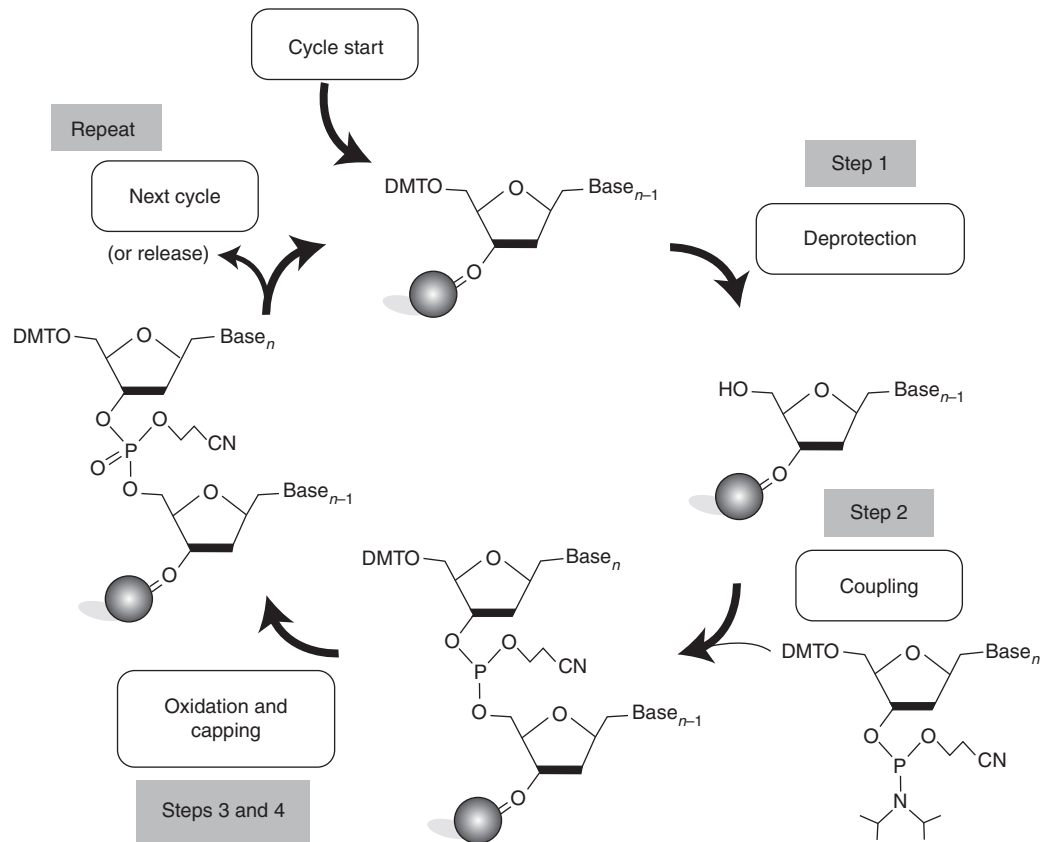 Cycle start
Repeat
Next cycle
(or release)
DMTO
O
Base n–1
O
Step 1
Deprotection
HO
O
Base n–1
O
Step 2
Coupling
DMTO
O
Base n
O
O
CN
P
N
DMTO
O
Base n
O
O
CN
P
O
O
Base n–1
O
Oxidation and
capping
Steps 3 and 4
DMTO
O
Base n
O
O
CN
P
O
O
O
Base n–1
O